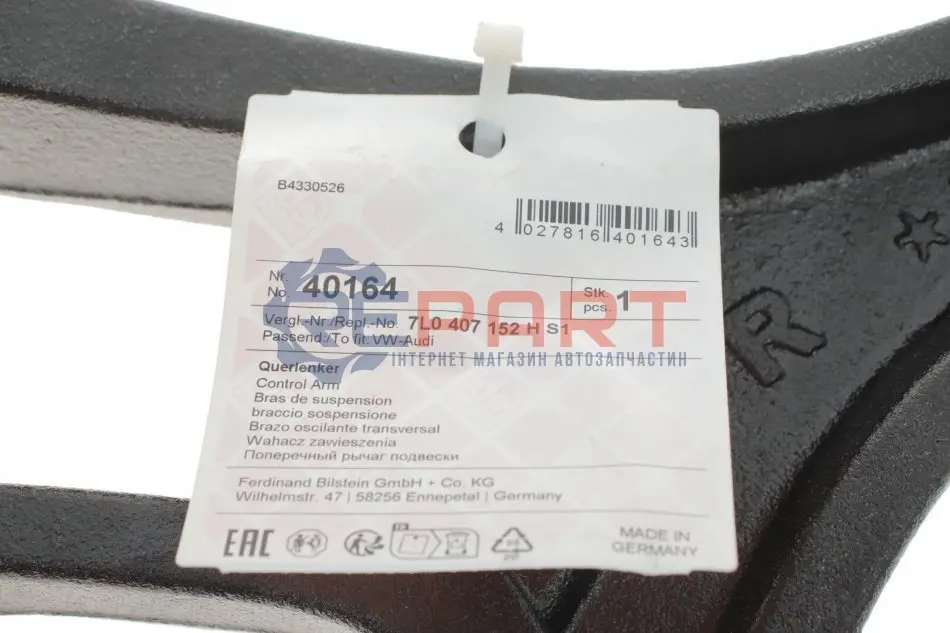 B4330526
4 027816 401643
Nr.
No. 40164
Stk.
pcs. 1
Vergl.-Nr./Repl.-No. 7L0 407 152 H S1
Passend:/To fit: VW-Audi
Querlenker
Control Arm
Bras de suspension
braccio sospensione
Brazo oscilante transversal
Wahacz zawieszenia
Поперечный рычаг подвески
Ferdinand Bilstein GmbH + Co. KG
Wilhelmstr. 47 | 58256 Ennepetal | Germany
EAC
MADE IN
GERMANY
DEPART
ІНТЕРНЕТ МАГАЗИН АВТОЗАПЧАСТИН
R